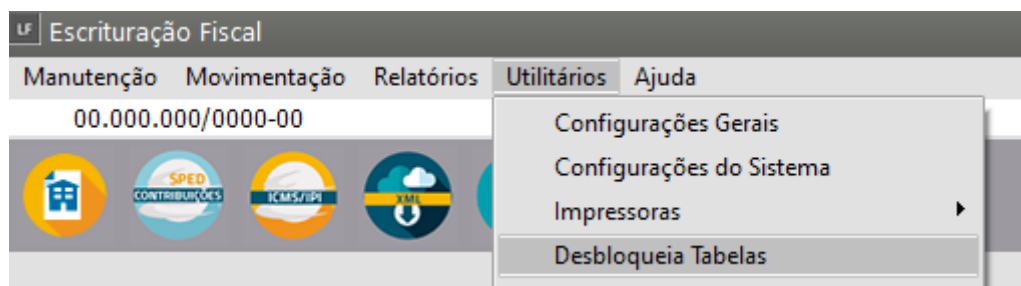 LF Escrituração Fiscal
Manutenção Movimentação Relatórios Utilitários Ajuda
00.000.000/0000-00
Configurações Gerais
Configurações do Sistema
SPED
CONTRIBUIÇÕES
ICMS/IPI
XML
Impressoras
Desbloqueia Tabelas